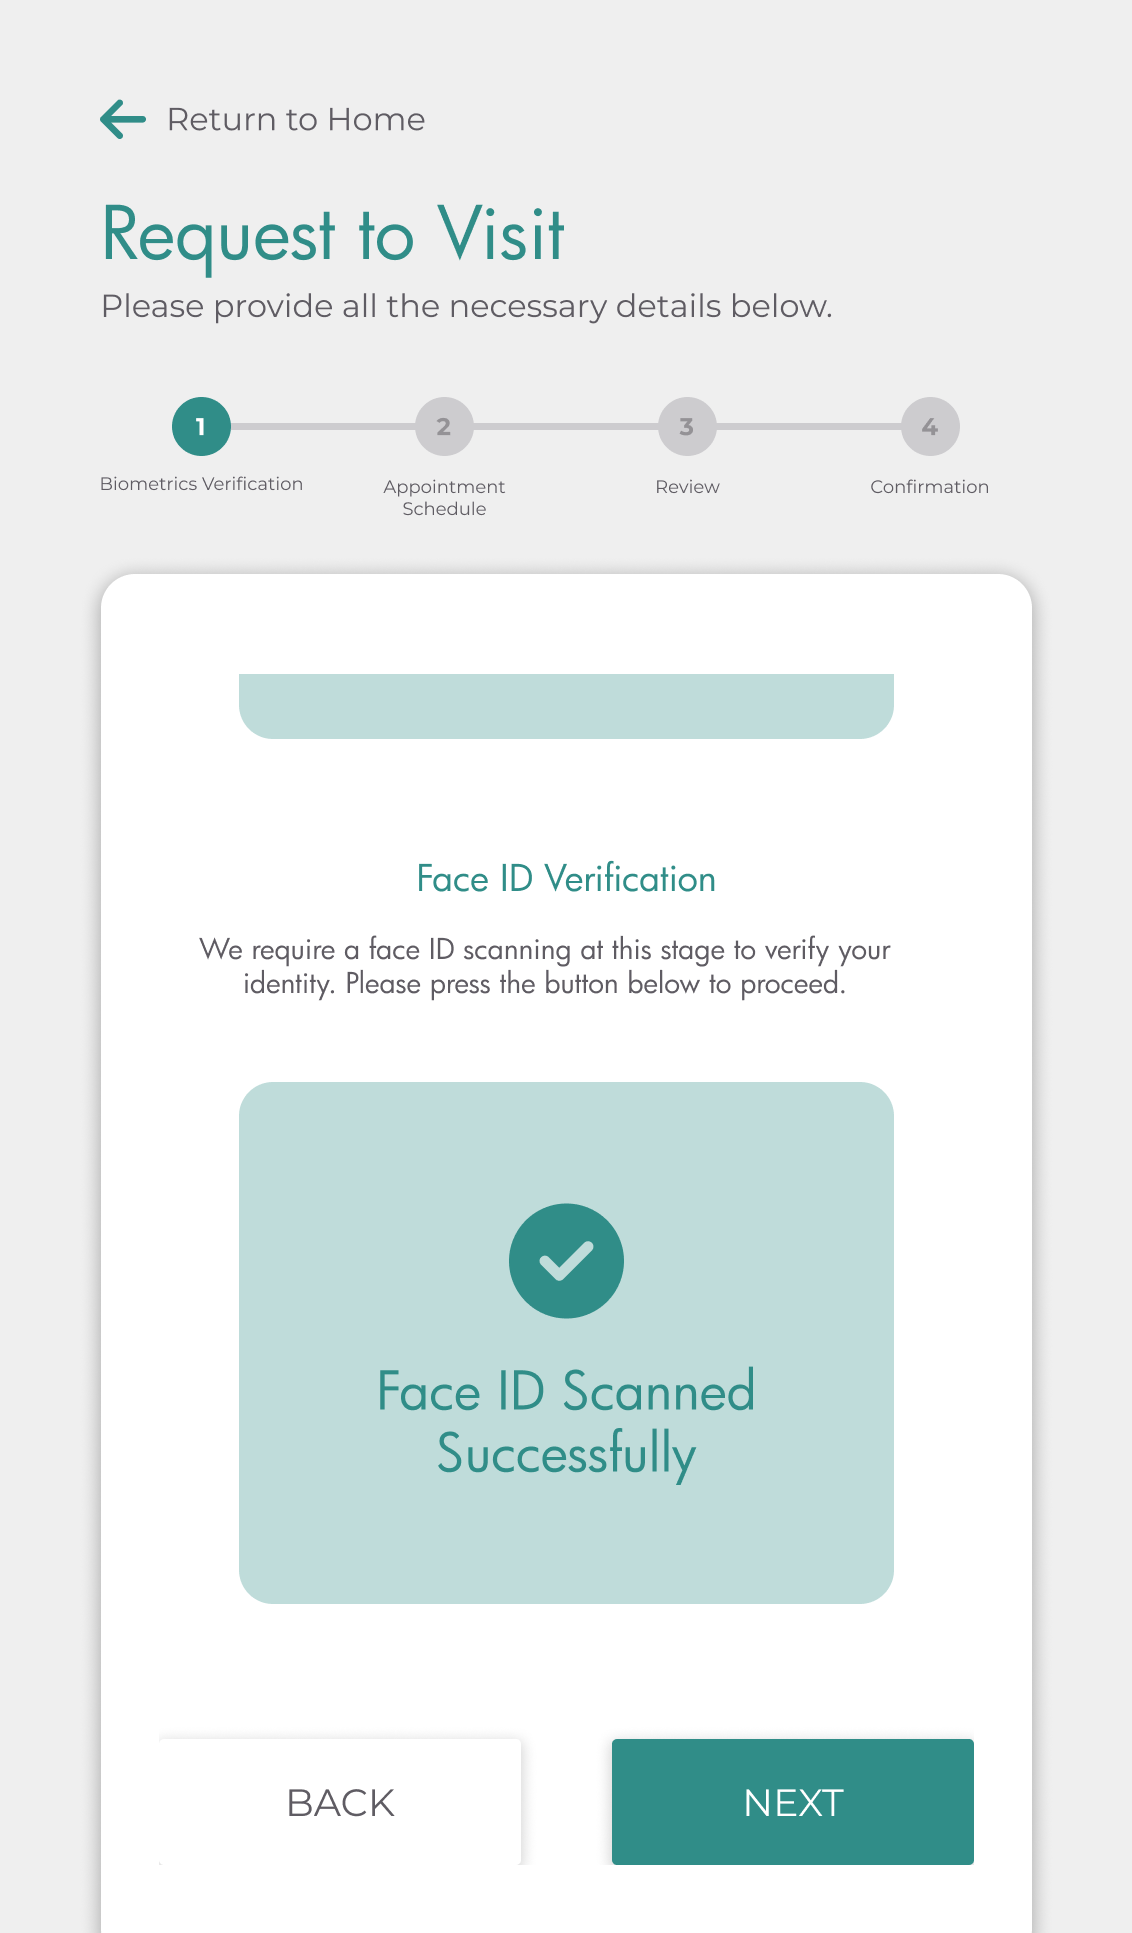 Return to Home
Request to Visit
Please provide all the necessary details below.
1
2
3
4
Biometrics Verification
Appointment
Schedule
Review
Confirmation
Face ID Verification
We require a face ID scanning at this stage to verify your
identity. Please press the button below to proceed.
Face ID Scanned
Successfully
BACK
NEXT